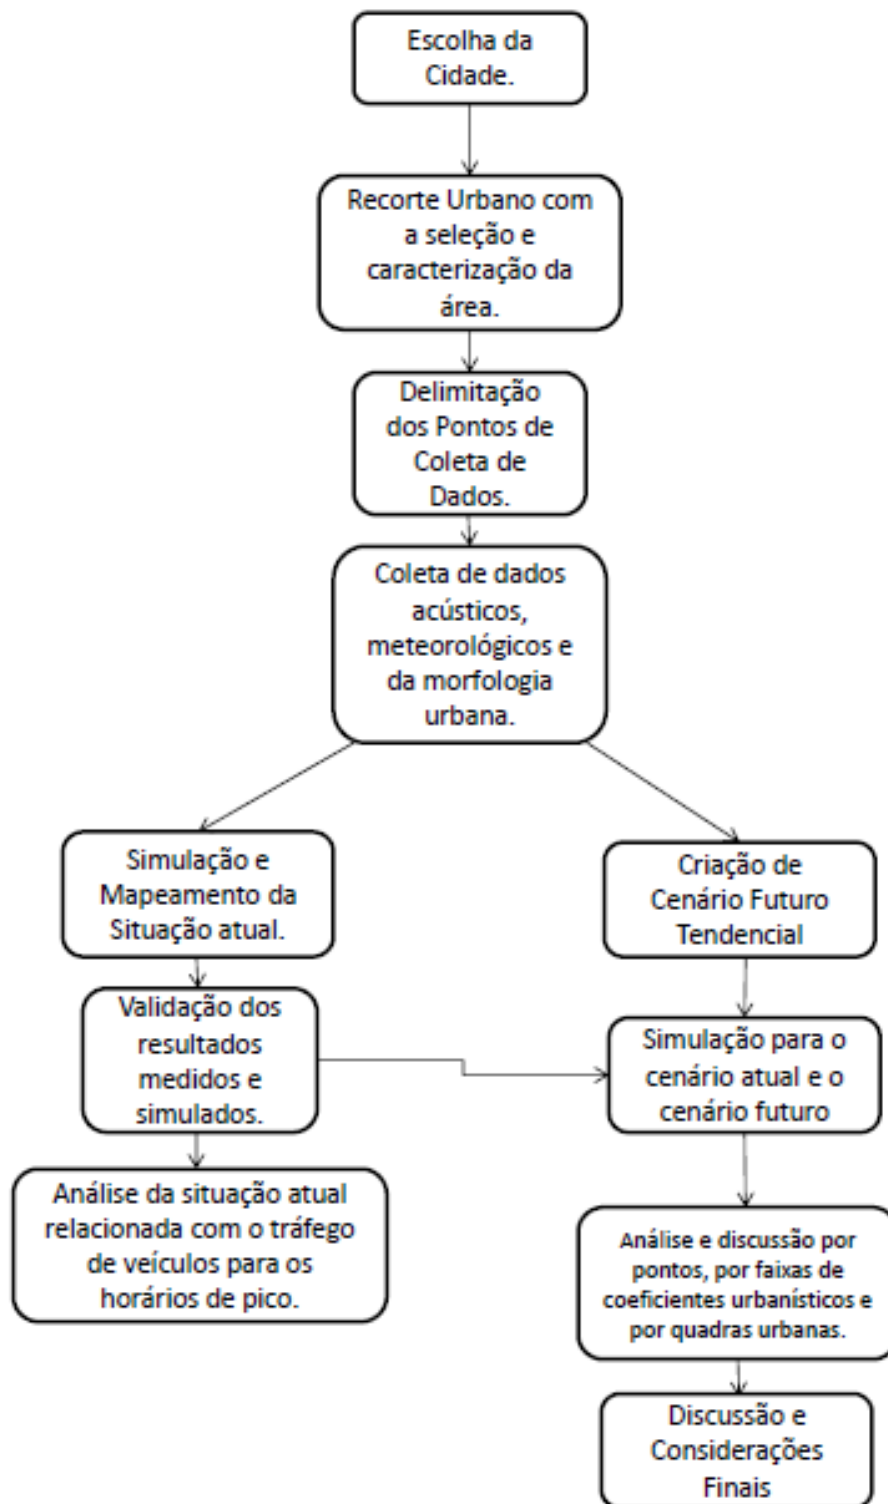 Escolha da
Cidade.
Recorte Urbano com
a seleção e
caracterização da
área.
Delimitação
dos Pontos de
Coleta de
Dados.
Coleta de dados
acústicos,
meteorológicos e
da morfologia
urbana.
Simulação e
Mapeamento da
Situação atual.
Validação dos
resultados
medidos e
simulados.
Análise da situação atual
relacionada com o tráfego
de veículos para os
horários de pico.
Criação de
Cenário Futuro
Tendencial
Simulação para o
cenário atual e o
cenário futuro
Análise e discussão por
pontos, por faixas de
coeficientes urbanísticos e
por quadras urbanas.
Discussão e
Considerações
Finais